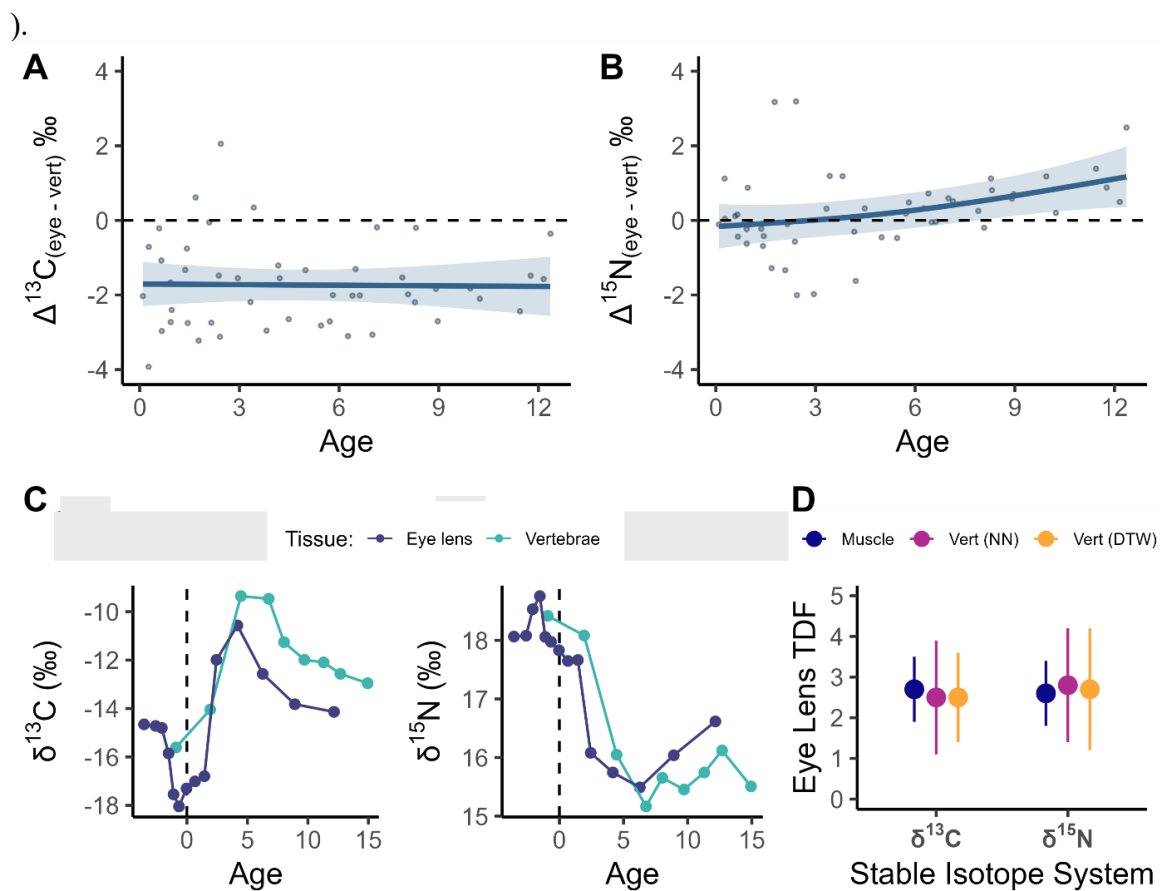 ).
A
B
4
2
0
-2
-4
Δ¹³C(eye - vert) ‰
0 3 6 9 12
Age
4
2
0
-2
-4
Δ¹⁵N(eye - vert) ‰
0 3 6 9 12
Age
C
D
Tissue: Eye lens Vertebrae
Muscle Vert (NN) Vert (DTW)
-10
-12
-14
-16
-18
δ¹³C (‰)
0 5 10 15
Age
18
17
16
15
δ¹⁵N (‰)
0 5 10 15
Age
5
4
3
2
1
0
Eye Lens TDF
δ¹³C δ¹⁵N
Stable Isotope System